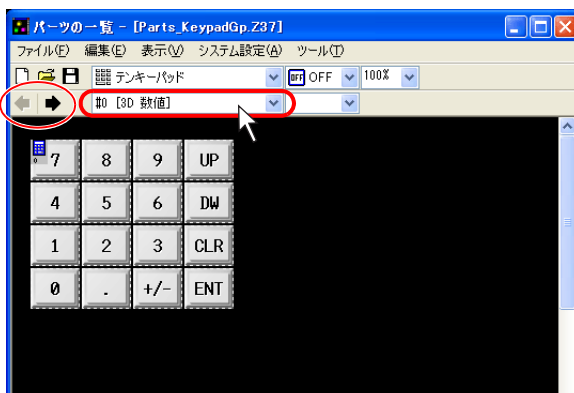 パーツの一覧 - [Parts_KeypadGp.Z37]
ファイル(F) 編集(E) 表示(V) システム設定(A) ツール(T)
テンキーパッド OFF OFF 100%
#0 [3D 数値]
7 8 9 UP
0
4 5 6 DW
1 2 3 CLR
0 . +/- ENT